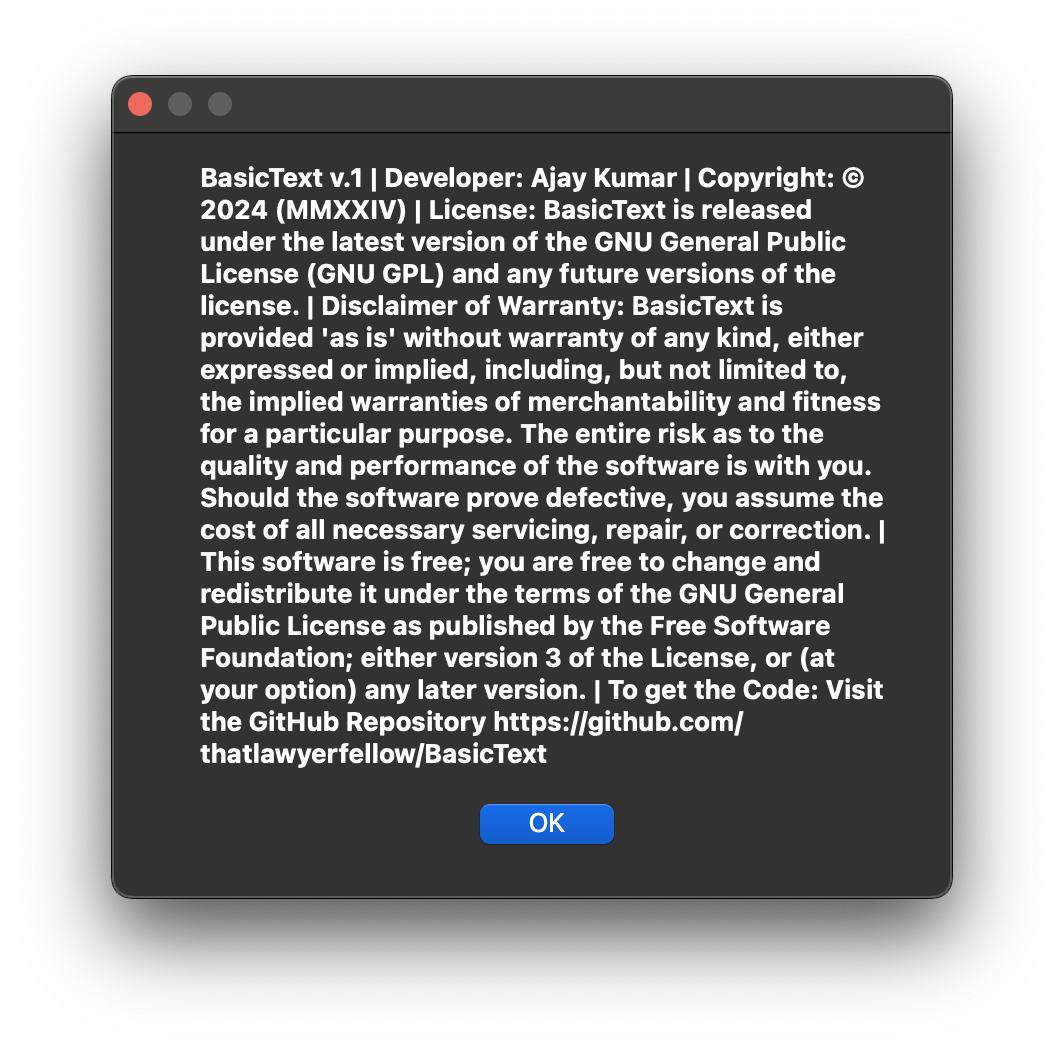 BasicText v.1 | Developer: Ajay Kumar | Copyright: ©
2024 (MMXXIV) | License: BasicText is released
under the latest version of the GNU General Public
License (GNU GPL) and any future versions of the
license. | Disclaimer of Warranty: BasicText is
provided 'as is' without warranty of any kind, either
expressed or implied, including, but not limited to,
the implied warranties of merchantability and fitness
for a particular purpose. The entire risk as to the
quality and performance of the software is with you.
Should the software prove defective, you assume the
cost of all necessary servicing, repair, or correction. |
This software is free; you are free to change and
redistribute it under the terms of the GNU General
Public License as published by the Free Software
Foundation; either version 3 of the License, or (at
your option) any later version. | To get the Code: Visit
the GitHub Repository https://github.com/
thatlawyerfellow/BasicText
OK